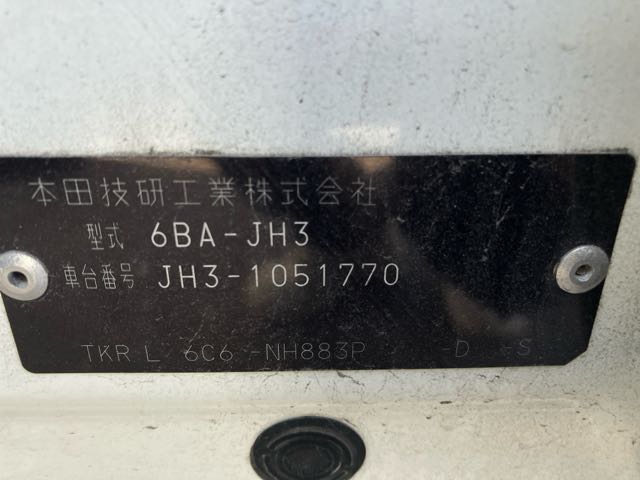 本田技研工業株式会社
型式 6BA-JH3
車台番号 JH3-1051770
TKR L 6C6 -NH883P -D -S